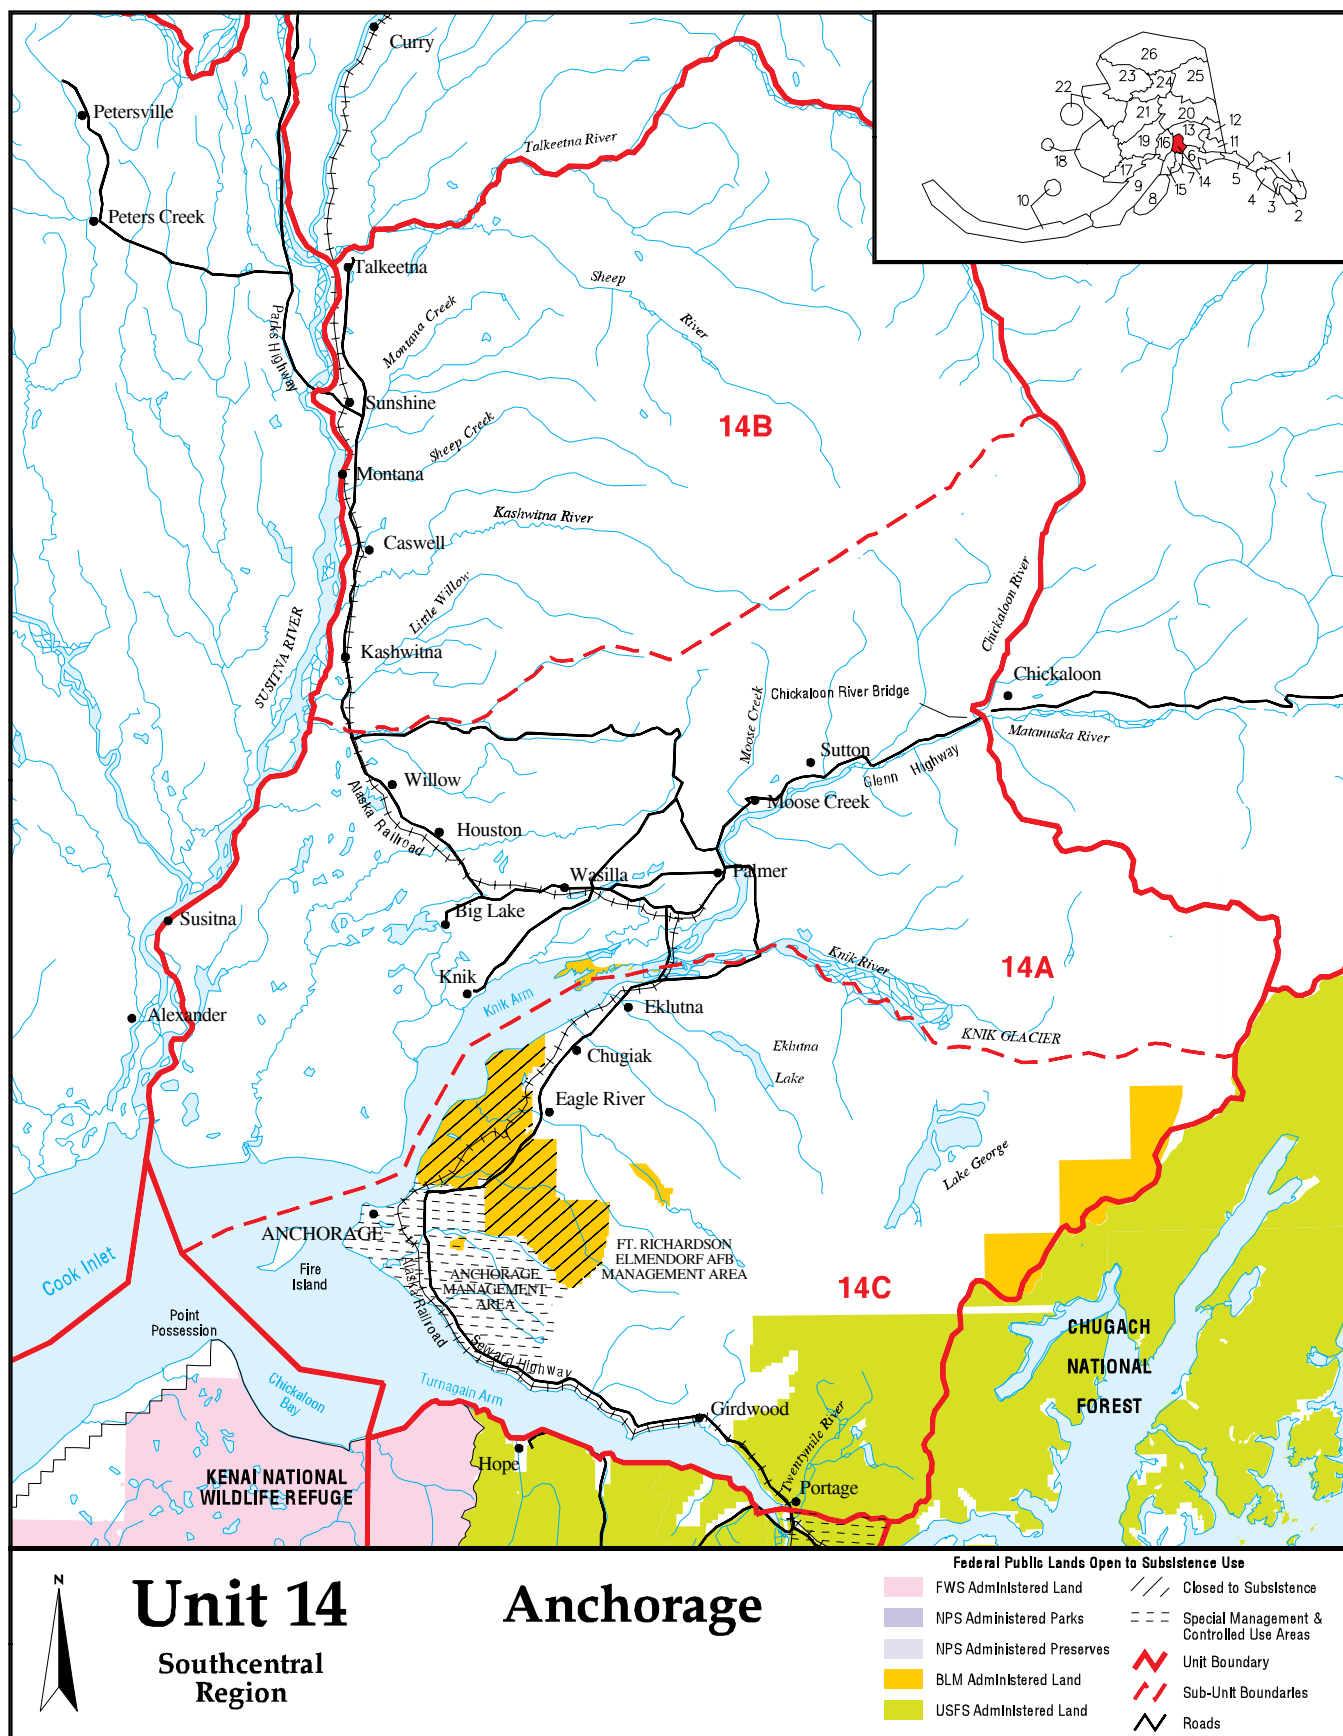 Curry
Petersville
Talkeetna River
Peters Creek
Talkeetna
Sheep
River
Montana Creek
Parks Highway
Sunshine
14B
Sheep Creek
Montana
Kashwitna River
Caswell
Little Willow
Chickaloon River
SUSITNA RIVER
Kashwitna
Chickaloon
Moose Creek
Chickaloon River Bridge
Matanuska River
Sutton
Glenn Highway
Willow
Alaska Railroad
Moose Creek
Houston
Wasilla
Palmer
Big Lake
Susitna
Knik River
14A
Knik
Knik Arm
Eklutna
Alexander
KNIK GLACIER
Eklutna
Lake
Chugiak
Eagle River
Lake George
ANCHORAGE
FT. RICHARDSON
ELMENDORF AFB
MANAGEMENT AREA
Cook Inlet
Fire
Island
Alaska Railroad
ANCHORAGE
MANAGEMENT
AREA
14C
Point
Possession
Seward Highway
CHUGACH
NATIONAL
FOREST
Chickaloon
Bay
Turnagain Arm
Girdwood
Twentymile River
Hope
KENAI NATIONAL
WILDLIFE REFUGE
Portage
26
23
24
25
22
21
20
12
13
11
19
16
18
17
6
1
9
7
14
5
15
10
8
4
3
2
N
Unit 14
Southcentral
Region
Anchorage
Federal Public Lands Open to Subsistence Use
FWS Administered Land
NPS Administered Parks
NPS Administered Preserves
BLM Administered Land
USFS Administered Land
Closed to Subsistence
Special Management &
Controlled Use Areas
Unit Boundary
Sub-Unit Boundaries
Roads